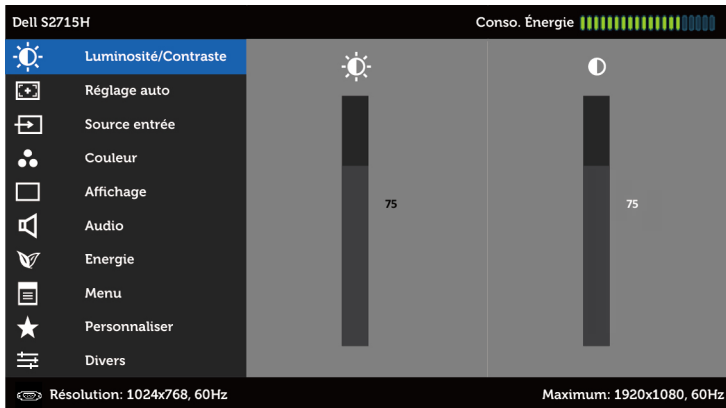 Dell S2715H Conso. Énergie
Luminosité/Contraste
Réglage auto
Source entrée
Couleur
Affichage
Audio
Energie
Menu
Personnaliser
Divers
75 75
Résolution: 1024x768, 60Hz Maximum: 1920x1080, 60Hz